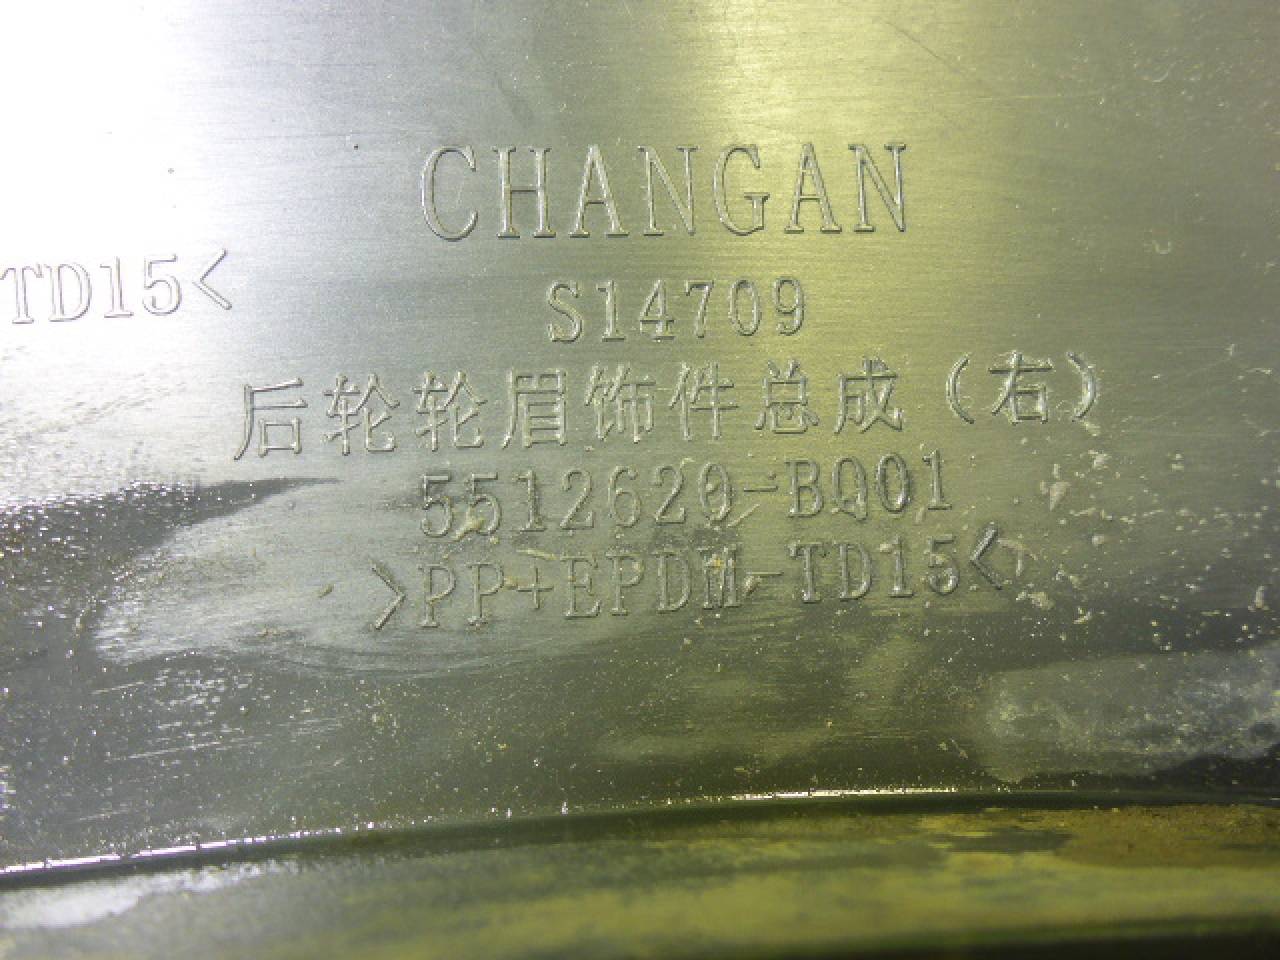 CHANGAN
TD15<
S14709
后轮轮眉饰件总成（右）
5512620-BQ01
>PP+EPDM-TD15<